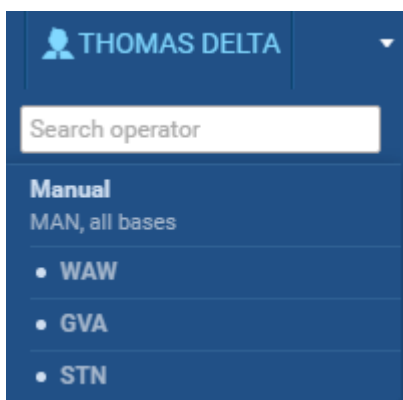 THOMAS DELTA
Search operator
Manual
MAN, all bases
WAW
GVA
STN